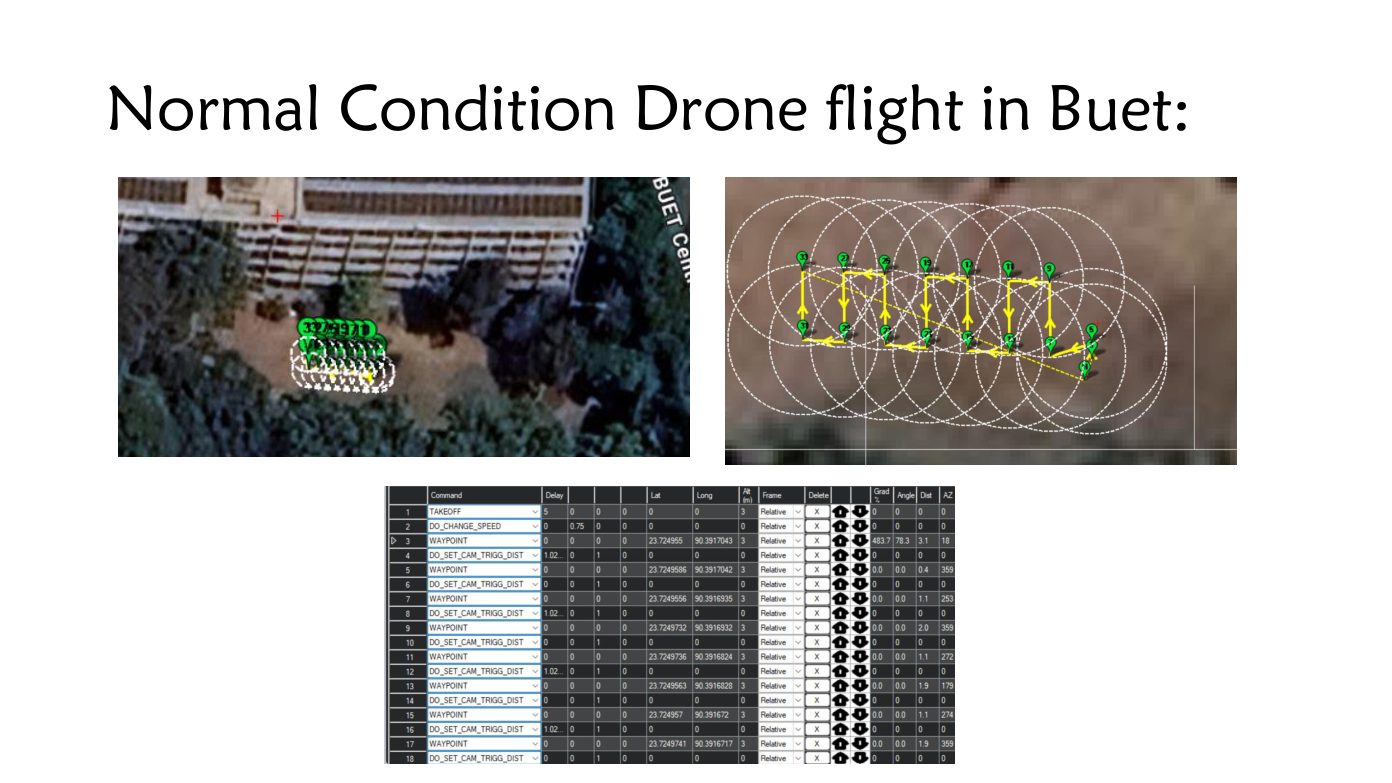 Normal Condition Drone flight in Buet:
BUET Cent
Command Delay Lat Long Alt (m) Frame Delete Grad % Angle Dist AZ
1 TAKEOFF 5 0 0 0 0 0 3 Relative X 0 0 0 0
2 DO_CHANGE_SPEED 0 0.75 0 0 0 0 0 Relative X 0 0 0 0
3 WAYPOINT 0 0 0 0 23.724955 90.3917043 3 Relative X 483.7 78.3 3.1 18
4 DO_SET_CAM_TRIGG_DIST 1.02... 0 1 0 0 0 0 Relative X 0 0 0 0
5 WAYPOINT 0 0 0 0 23.7249586 90.3917042 3 Relative X 0.0 0.0 0.4 359
6 DO_SET_CAM_TRIGG_DIST 0 0 1 0 0 0 0 Relative X 0 0 0 0
7 WAYPOINT 0 0 0 0 23.7249556 90.3916935 3 Relative X 0.0 0.0 1.1 253
8 DO_SET_CAM_TRIGG_DIST 1.02... 0 1 0 0 0 0 Relative X 0 0 0 0
9 WAYPOINT 0 0 0 0 23.7249732 90.3916932 3 Relative X 0.0 0.0 2.0 359
10 DO_SET_CAM_TRIGG_DIST 0 0 1 0 0 0 0 Relative X 0 0 0 0
11 WAYPOINT 0 0 0 0 23.7249736 90.3916824 3 Relative X 0.0 0.0 1.1 272
12 DO_SET_CAM_TRIGG_DIST 1.02... 0 1 0 0 0 0 Relative X 0 0 0 0
13 WAYPOINT 0 0 0 0 23.7249563 90.3916828 3 Relative X 0.0 0.0 1.9 179
14 DO_SET_CAM_TRIGG_DIST 0 0 1 0 0 0 0 Relative X 0 0 0 0
15 WAYPOINT 0 0 0 0 23.724957 90.391672 3 Relative X 0.0 0.0 1.1 274
16 DO_SET_CAM_TRIGG_DIST 1.02... 0 1 0 0 0 0 Relative X 0 0 0 0
17 WAYPOINT 0 0 0 0 23.7249741 90.3916717 3 Relative X 0.0 0.0 1.9 359
18 DO_SET_CAM_TRIGG_DIST 0 0 1 0 0 0 0 Relative X 0 0 0 0